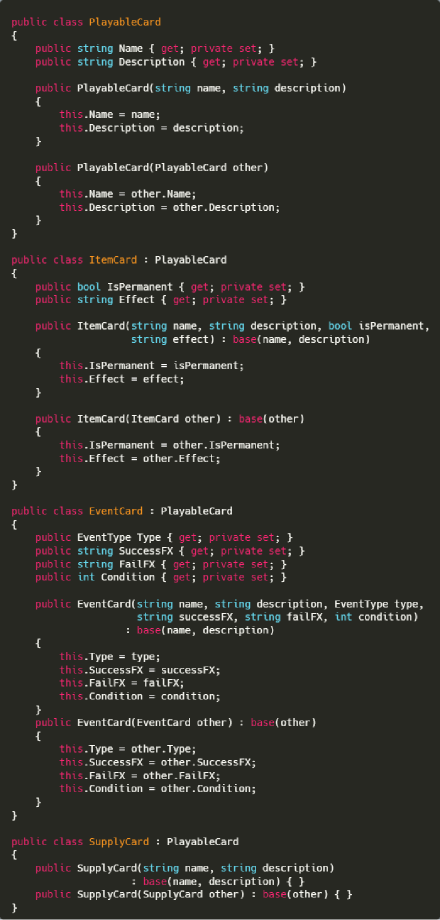 public class PlayableCard
{
    public string Name { get; private set; }
    public string Description { get; private set; }

    public PlayableCard(string name, string description)
    {
        this.Name = name;
        this.Description = description;
    }

    public PlayableCard(PlayableCard other)
    {
        this.Name = other.Name;
        this.Description = other.Description;
    }
}

public class ItemCard : PlayableCard
{
    public bool IsPermanent { get; private set; }
    public string Effect { get; private set; }

    public ItemCard(string name, string description, bool isPermanent,
                    string effect) : base(name, description)
    {
        this.IsPermanent = isPermanent;
        this.Effect = effect;
    }

    public ItemCard(ItemCard other) : base(other)
    {
        this.IsPermanent = other.IsPermanent;
        this.Effect = other.Effect;
    }
}

public class EventCard : PlayableCard
{
    public EventType Type { get; private set; }
    public string SuccessFX { get; private set; }
    public string FailFX { get; private set; }
    public int Condition { get; private set; }

    public EventCard(string name, string description, EventType type,
                     string successFX, string failFX, int condition)
                   : base(name, description)
    {
        this.Type = type;
        this.SuccessFX = successFX;
        this.FailFX = failFX;
        this.Condition = condition;
    }
    public EventCard(EventCard other) : base(other)
    {
        this.Type = other.Type;
        this.SuccessFX = other.SuccessFX;
        this.FailFX = other.FailFX;
        this.Condition = other.Condition;
    }
}

public class SupplyCard : PlayableCard
{
    public SupplyCard(string name, string description)
                    : base(name, description) { }
    public SupplyCard(SupplyCard other) : base(other) { }
}